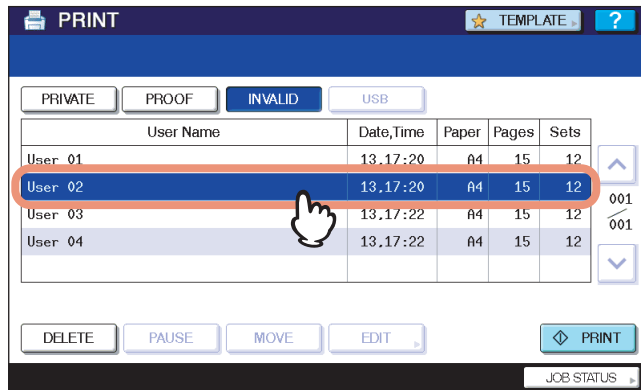 PRINT TEMPLATE ?
PRIVATE PROOF INVALID USB
User Name Date,Time Paper Pages Sets
User 01 13,17:20 A4 15 12
User 02 13,17:20 A4 15 12
User 03 13,17:22 A4 15 12
User 04 13,17:22 A4 15 12
001
001
DELETE PAUSE MOVE EDIT PRINT
JOB STATUS